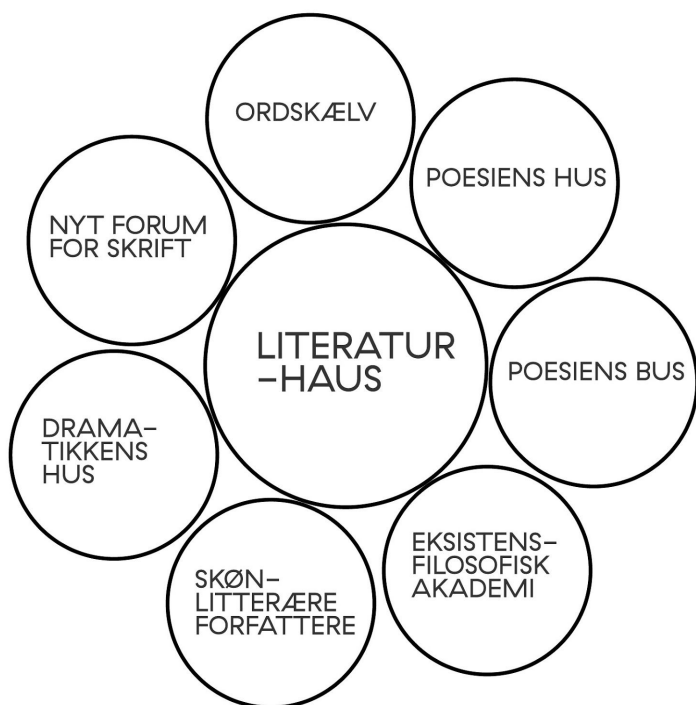 ORDSKÆLV
POESIENS HUS
NYT FORUM
FOR SKRIFT
LITERATUR
–HAUS
POESIENS BUS
DRAMA–
TIKKENS
HUS
EKSISTENS–
FILOSOFISK
AKADEMI
SKØN–
LITTERÆRE
FORFATTERE